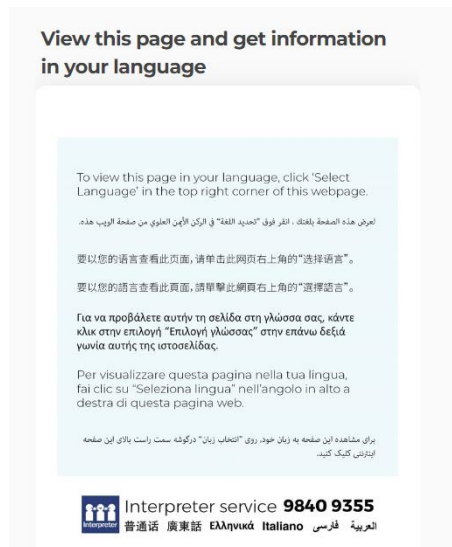 View this page and get information
in your language
To view this page in your language, click ‘Select
Language’ in the top right corner of this webpage.
لعرض هذه الصفحة بلغتك ، انقر فوق "تحديد اللغة" في الركن الأيمن العلوي من صفحة الويب هذه.
要以您的语言查看此页面，请单击此网页右上角的“选择语言”。
要以您的語言查看此頁面，請單擊此網頁右上角的“選擇語言”。
Για να προβάλετε αυτήν τη σελίδα στη γλώσσα σας, κάντε
κλικ στην επιλογή “Επιλογή γλώσσας” στην επάνω δεξιά
γωνία αυτής της ιστοσελίδας.
Per visualizzare questa pagina nella tua lingua,
fai clic su “Seleziona lingua” nell’angolo in alto a
destra di questa pagina web.
برای مشاهده این صفحه به زبان خود، روی "انتخاب زبان" درگوشه سمت راست بالای این صفحه
اینترنتی کلیک کنید.
Interpreter service 9840 9355
Interpreter
普通话 廣東話 Ελληνικά Italiano فارسی العربية